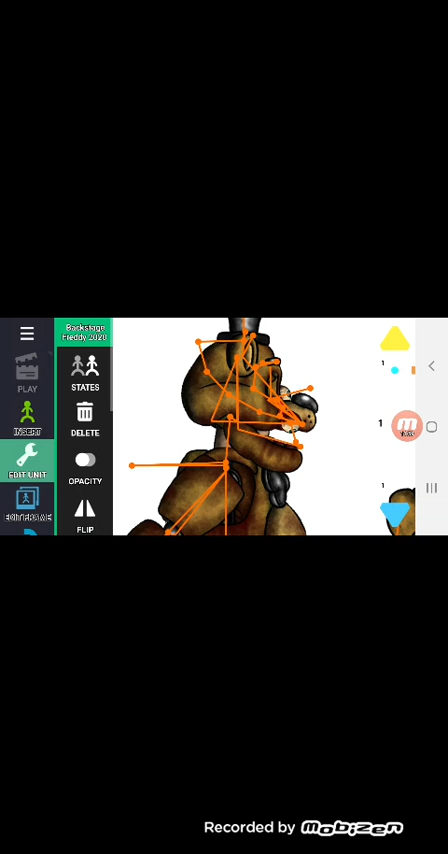 Backstage
Freddy 2020
PLAY
STATES
INSERT
DELETE
EDIT UNIT
OPACITY
EDIT FRAME
FLIP
1
1
1
Recorded by Mobizen